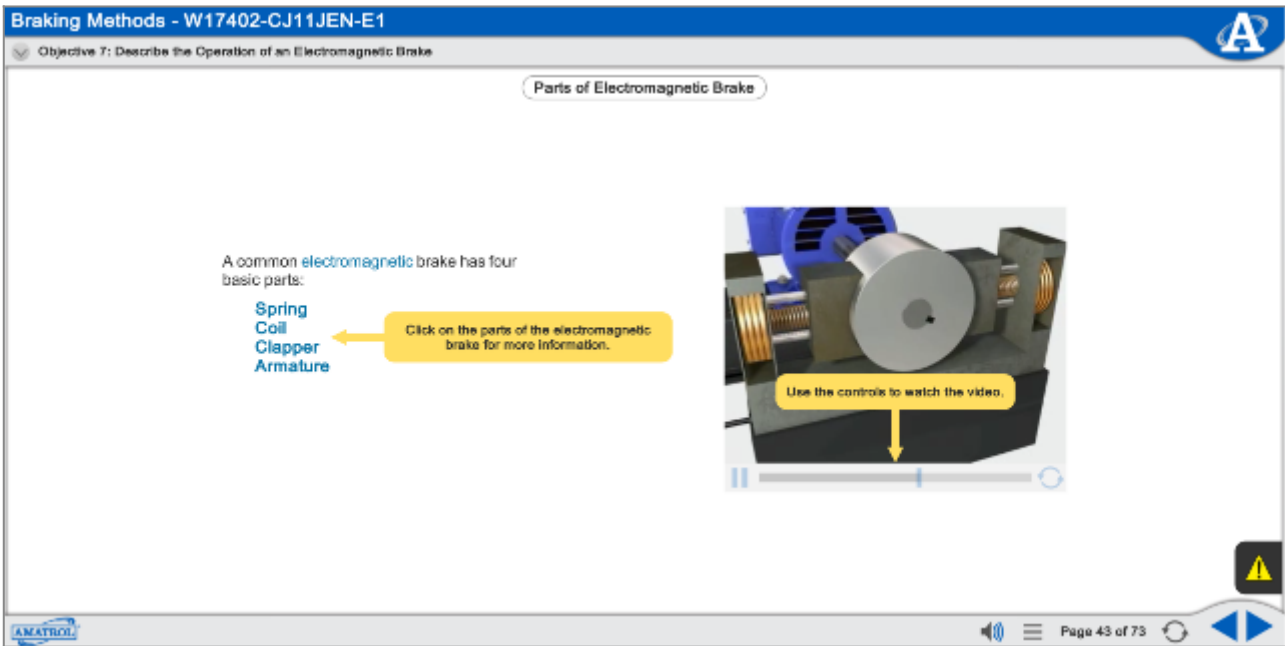 Braking Methods - W17402-CJ11JEN-E1
A
Objective 7: Describe the Operation of an Electromagnetic Brake
Parts of Electromagnetic Brake
A common electromagnetic brake has four
basic parts:
Spring
Coil
Clapper
Armature
Click on the parts of the electromagnetic
brake for more information.
Use the controls to watch the video.
AMATROL
Page 43 of 73